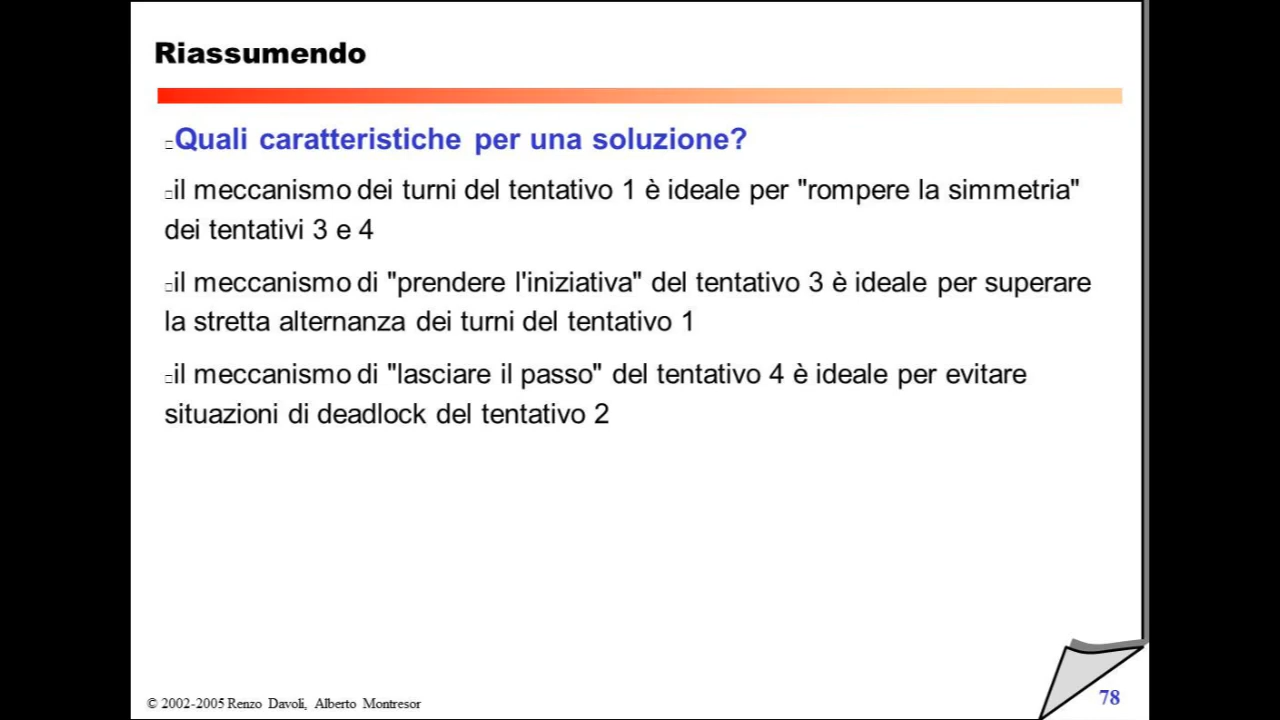 Riassumendo
Quali caratteristiche per una soluzione?
il meccanismo dei turni del tentativo 1 è ideale per "rompere la simmetria"
dei tentativi 3 e 4
il meccanismo di "prendere l'iniziativa" del tentativo 3 è ideale per superare
la stretta alternanza dei turni del tentativo 1
il meccanismo di "lasciare il passo" del tentativo 4 è ideale per evitare
situazioni di deadlock del tentativo 2
© 2002-2005 Renzo Davoli, Alberto Montresor
78